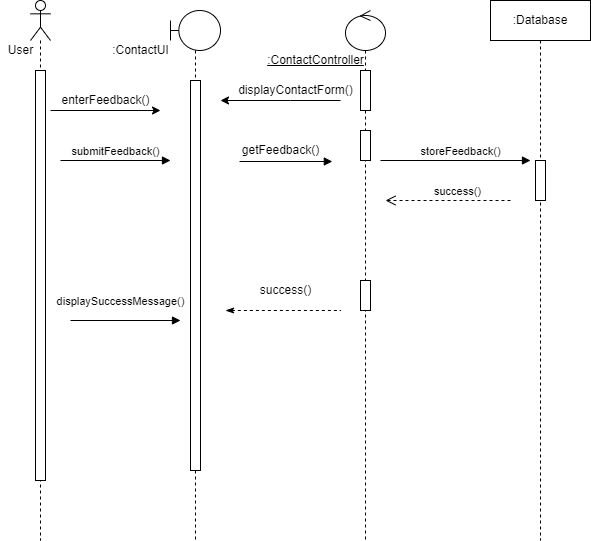 :Database
User
:ContactUI
:ContactController
displayContactForm()
enterFeedback()
submitFeedback()
getFeedback()
storeFeedback()
success()
success()
displaySuccessMessage()